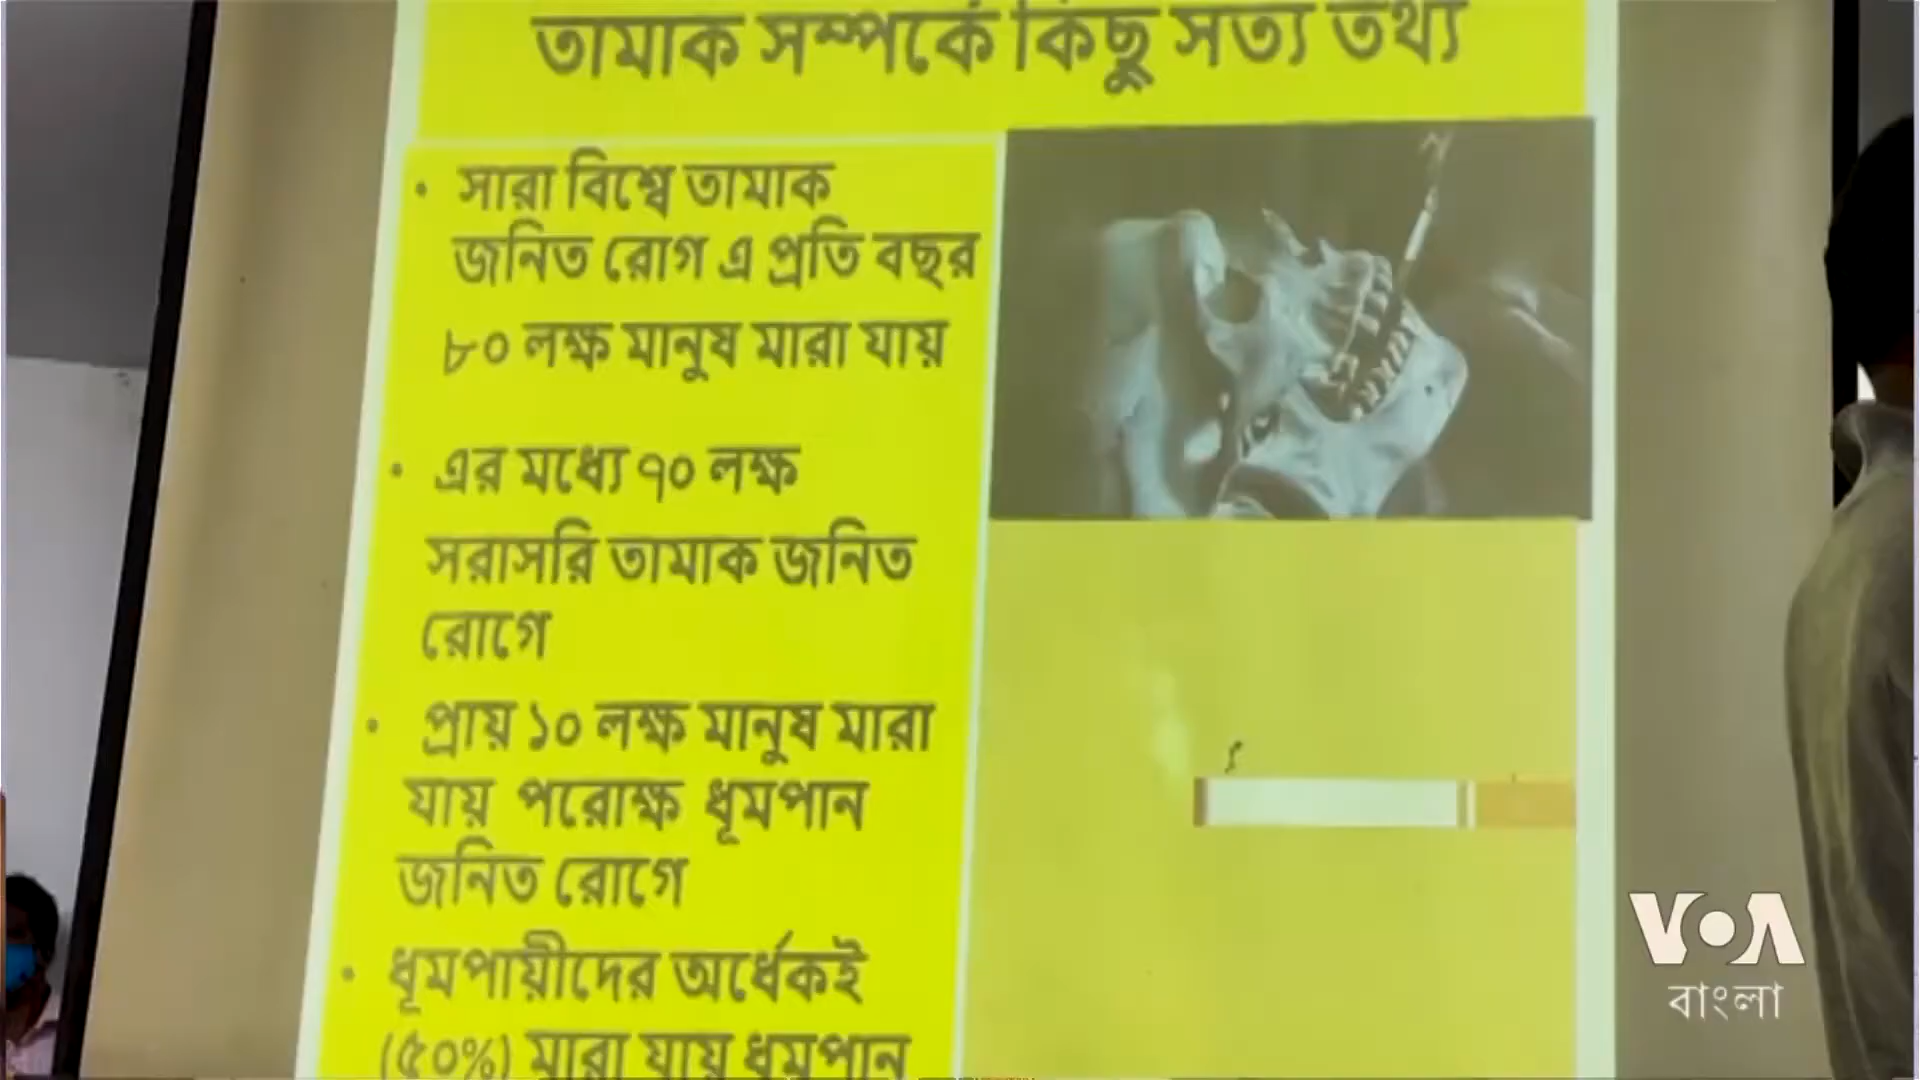 তামাক সম্পর্কে কিছু সত্য তথ্য
• সারা বিশ্বে তামাক
জনিত রোগ এ প্রতি বছর
৮০ লক্ষ মানুষ মারা যায়
• এর মধ্যে ৭০ লক্ষ
সরাসরি তামাক জনিত
রোগে
• প্রায় ১০ লক্ষ মানুষ মারা
যায় পরোক্ষ ধূমপান
জনিত রোগে
• ধূমপায়ীদের অর্ধেকই
(৫০%) মারা যায় ধূমপান
VOA
বাংলা